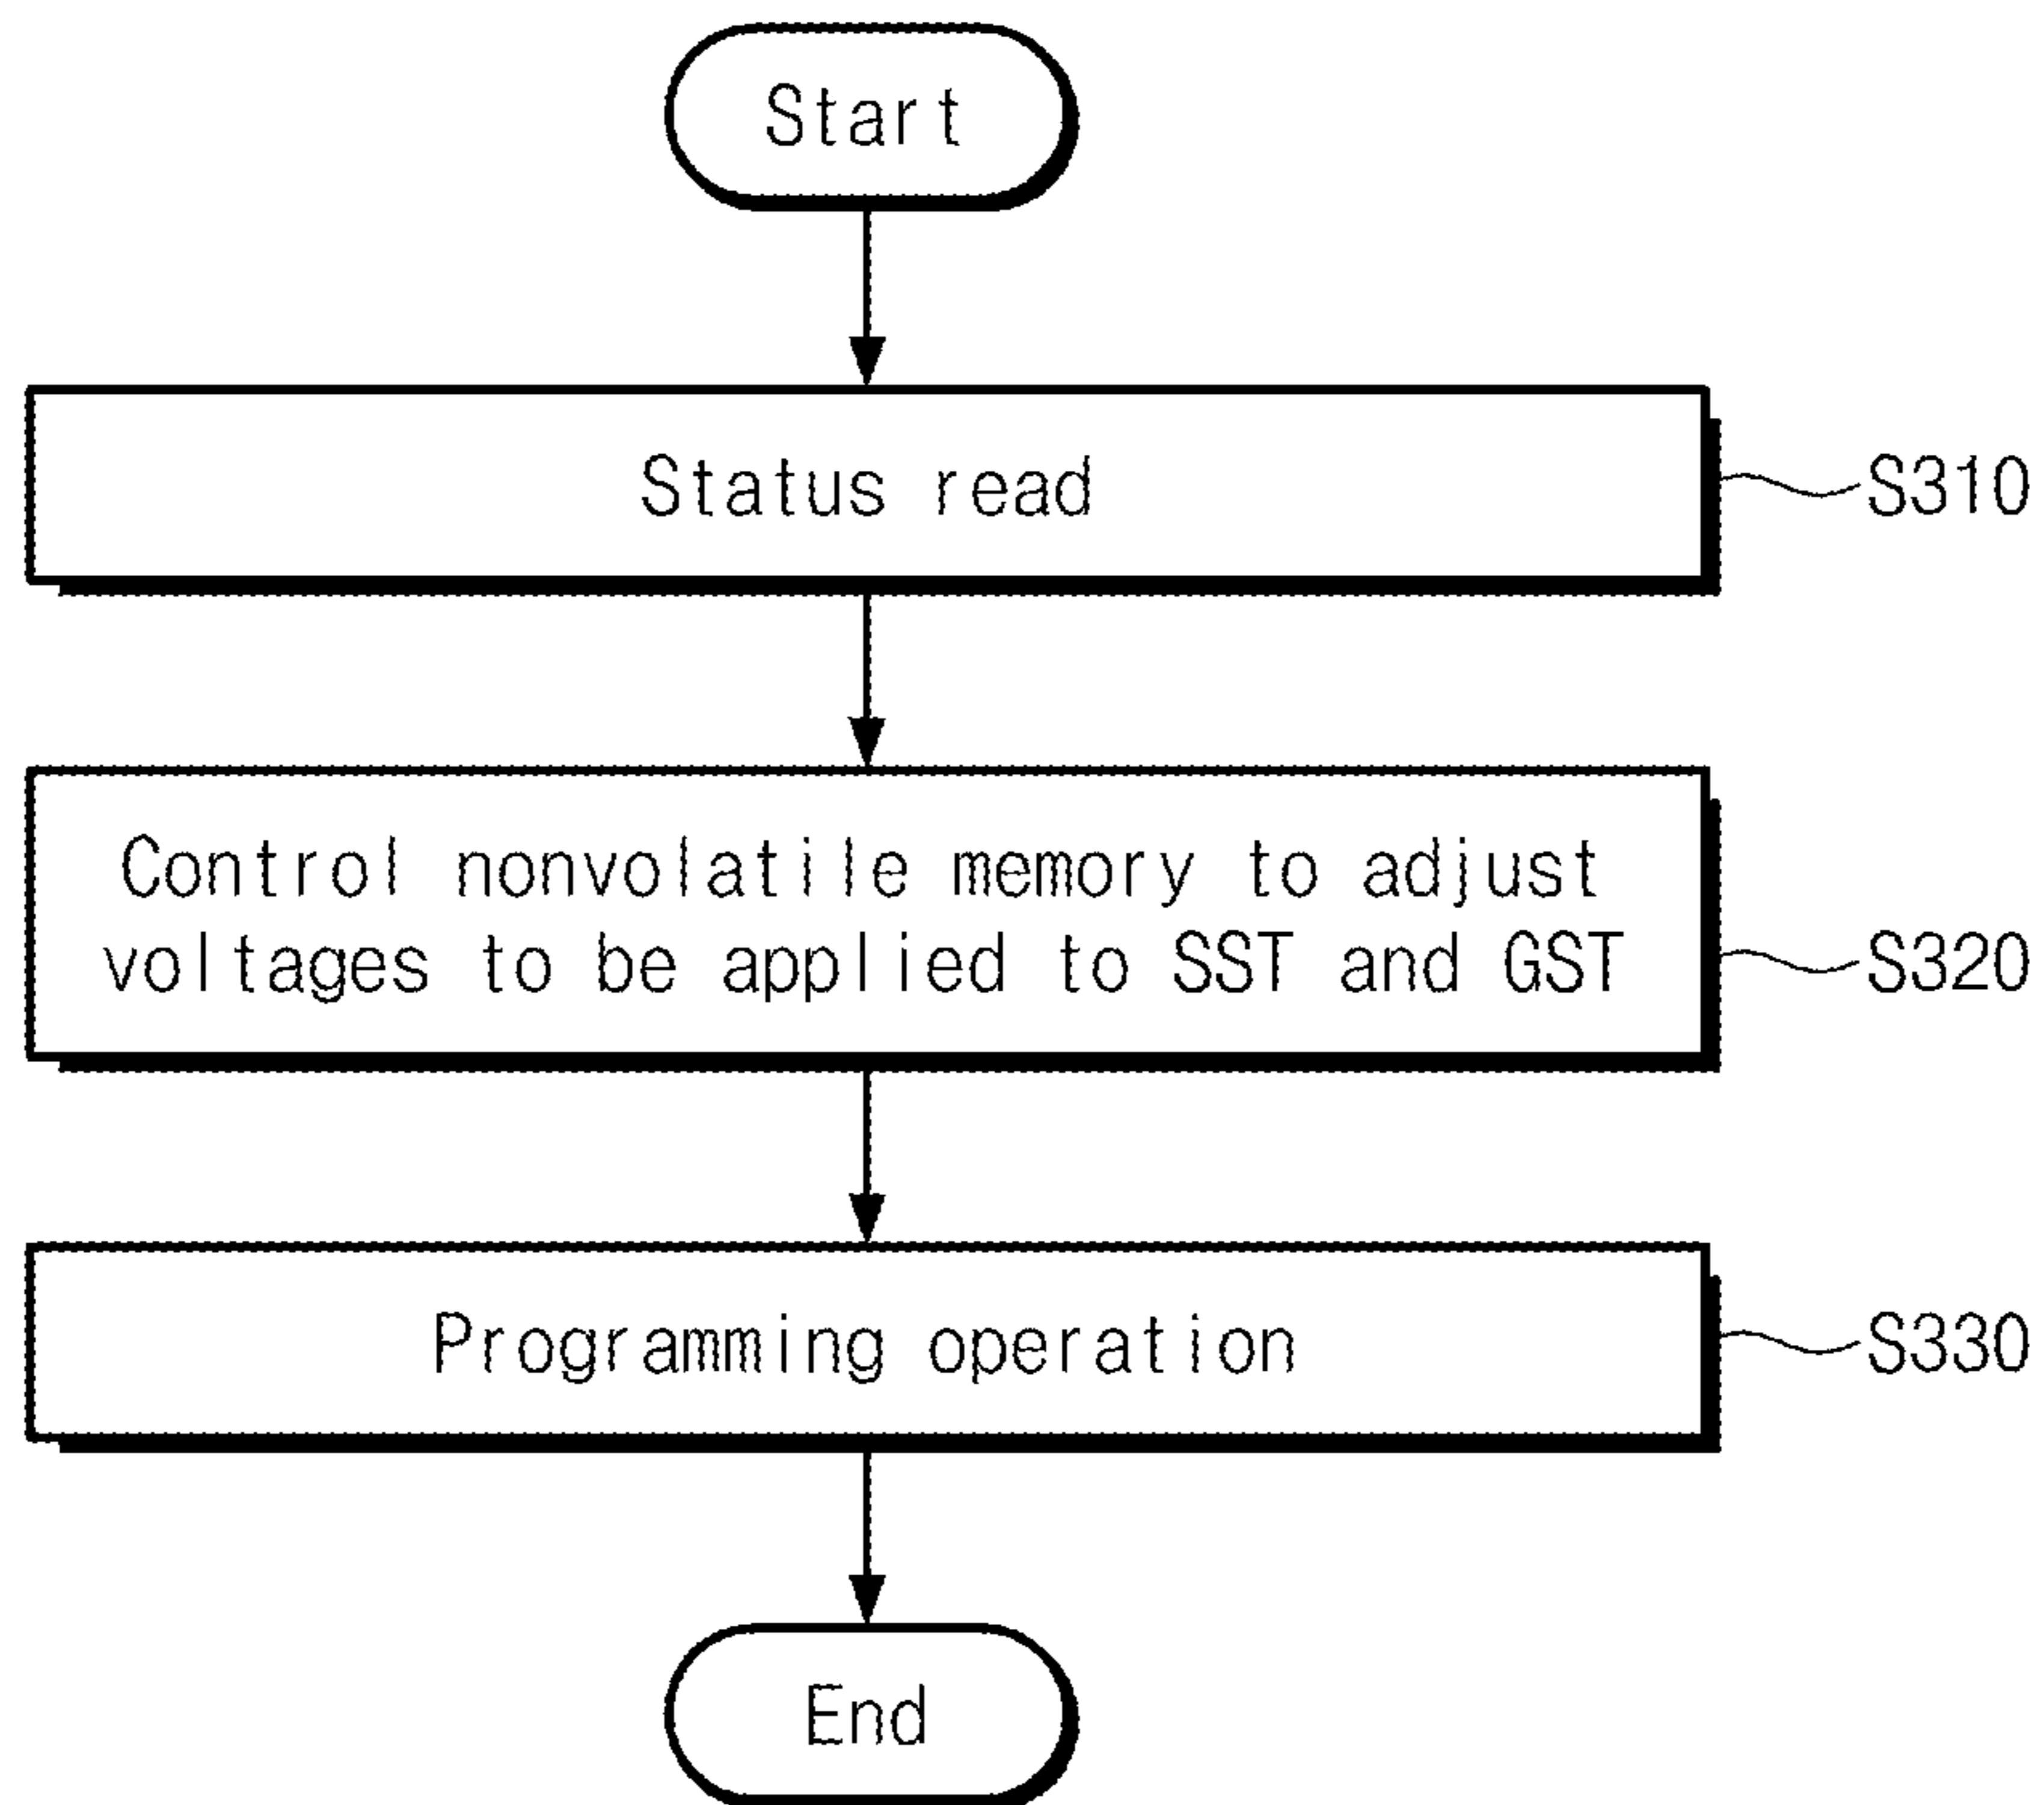 Start
Status read
S310
Control nonvolatile memory to adjust
voltages to be applied to SST and GST
S320
Programming operation
S330
End